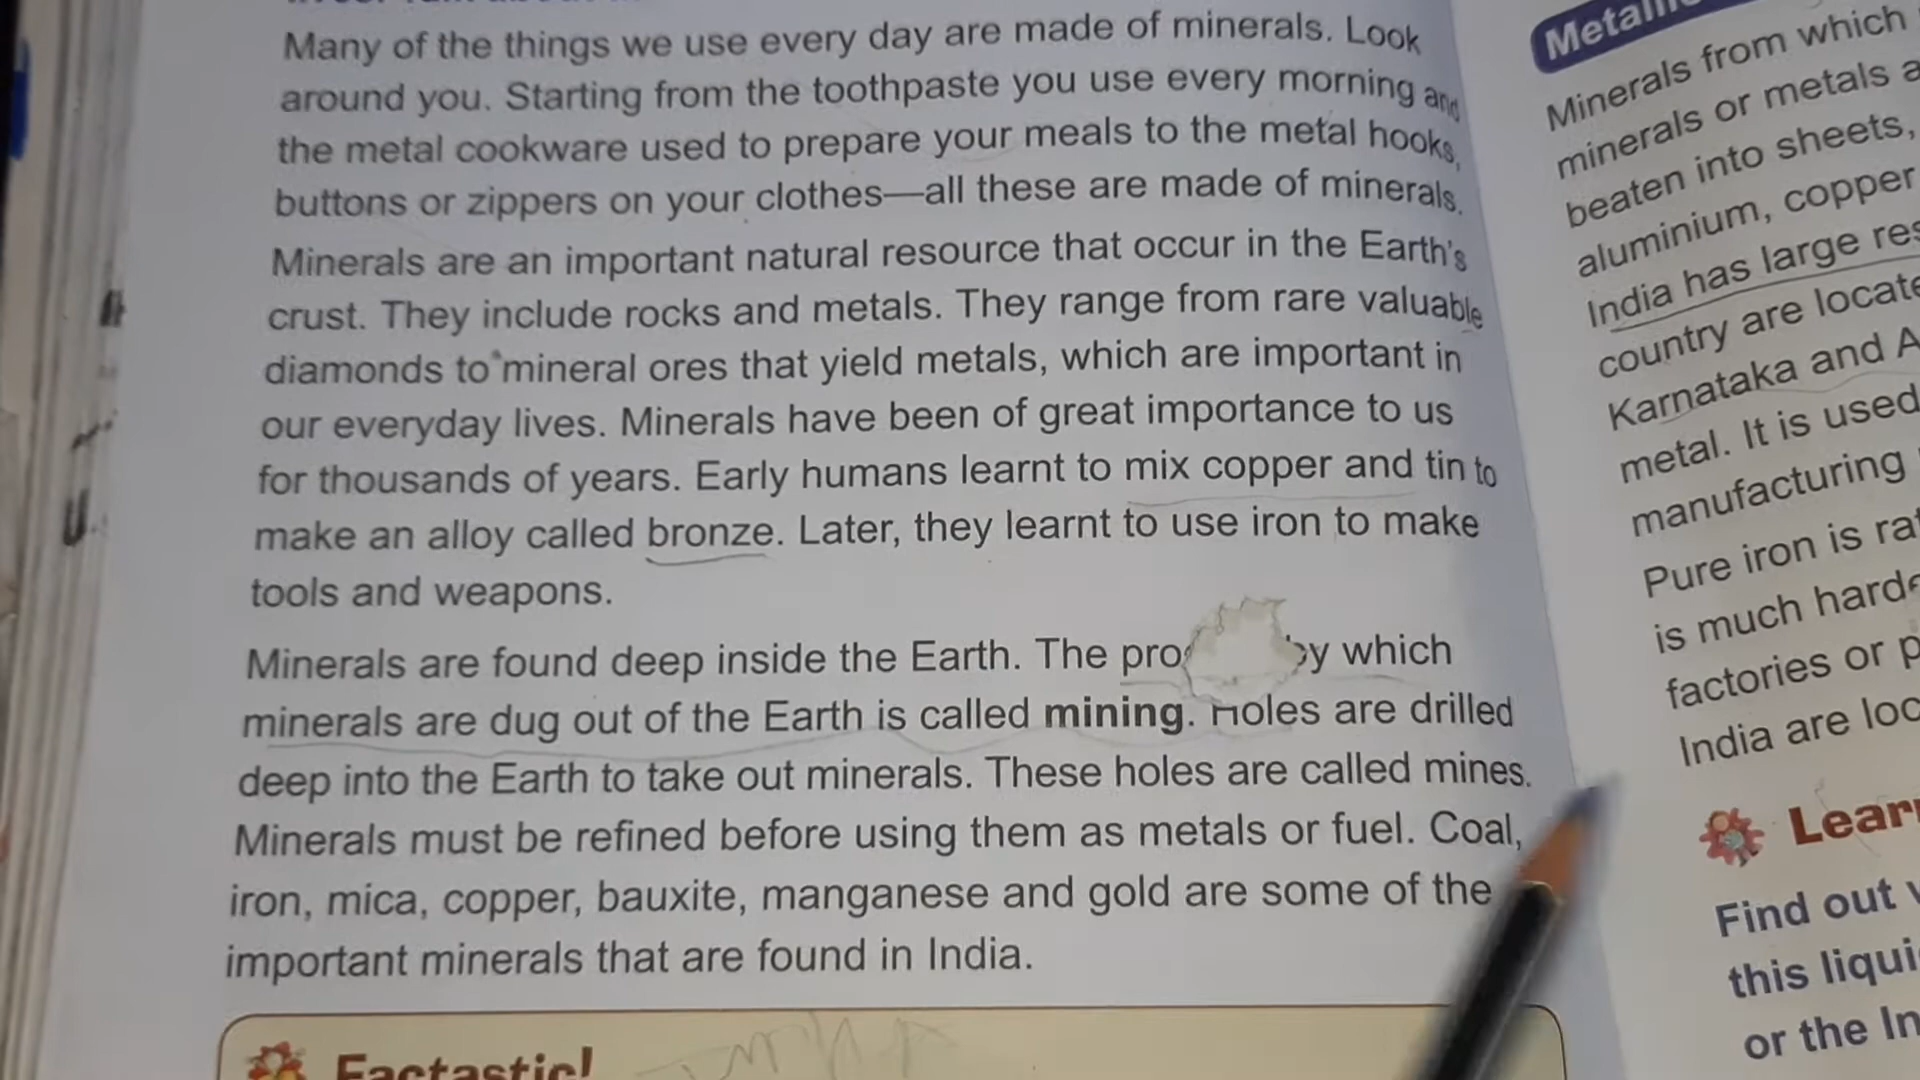 Many of the things we use every day are made of minerals. Look
around you. Starting from the toothpaste you use every morning and
the metal cookware used to prepare your meals to the metal hooks,
buttons or zippers on your clothes—all these are made of minerals.
Minerals are an important natural resource that occur in the Earth's
crust. They include rocks and metals. They range from rare valuable
diamonds to mineral ores that yield metals, which are important in
our everyday lives. Minerals have been of great importance to us
for thousands of years. Early humans learnt to mix copper and tin to
make an alloy called bronze. Later, they learnt to use iron to make
tools and weapons.
Minerals are found deep inside the Earth. The by which
minerals are dug out of the Earth is called mining. Holes are drilled
deep into the Earth to take out minerals. These holes are called mines.
Minerals must be refined before using them as metals or fuel. Coal,
iron, mica, copper, bauxite, manganese and gold are some of the
important minerals that are found in India.
Factastic!
Minerals from which
minerals or metals
beaten into sheets,
aluminium, copper
India has large
country are
Karnataka and
metal. It is used
manufacturing
Pure iron is
is much
factories or
India are
Find out
this
or the